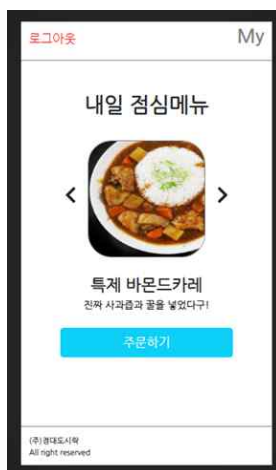 로그아웃 My
내일 점심메뉴
특제 바몬드카레
진짜 사과즙과 꿀을 넣었다구!
주문하기
(주)경대도시락
All right reserved